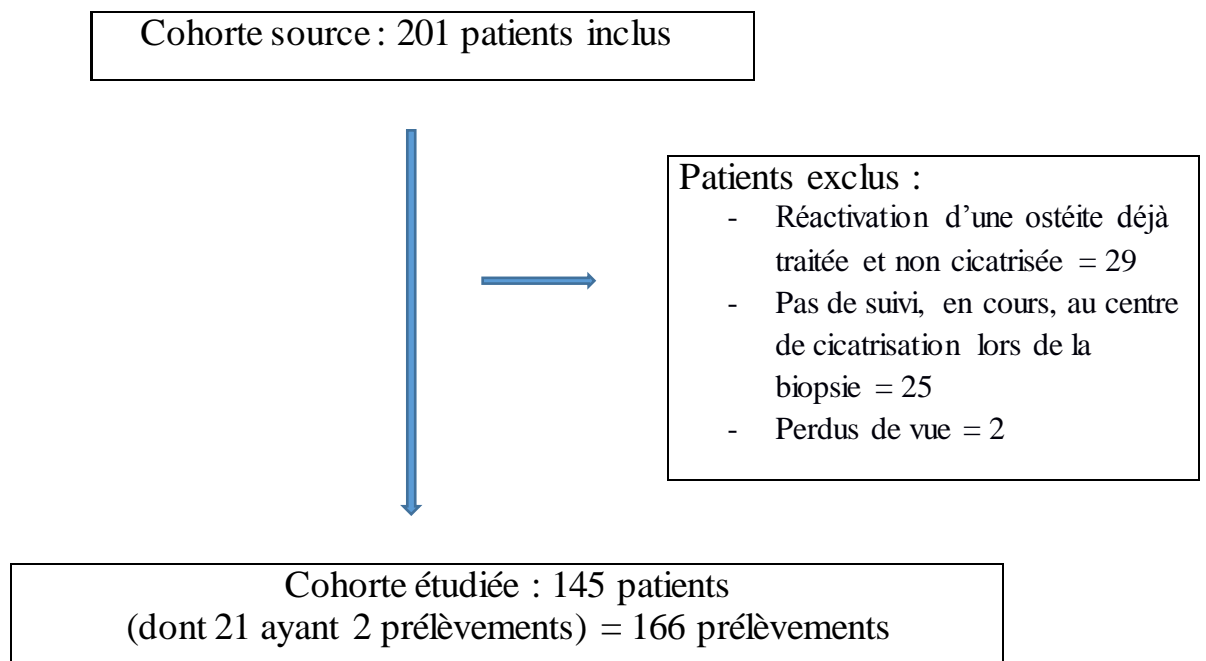 Cohorte source : 201 patients inclus
Patients exclus :
- Réactivation d’une ostéite déjà
traitée et non cicatrisée = 29
- Pas de suivi, en cours, au centre
de cicatrisation lors de la
biopsie = 25
- Perdus de vue = 2
Cohorte étudiée : 145 patients
(dont 21 ayant 2 prélèvements) = 166 prélèvements